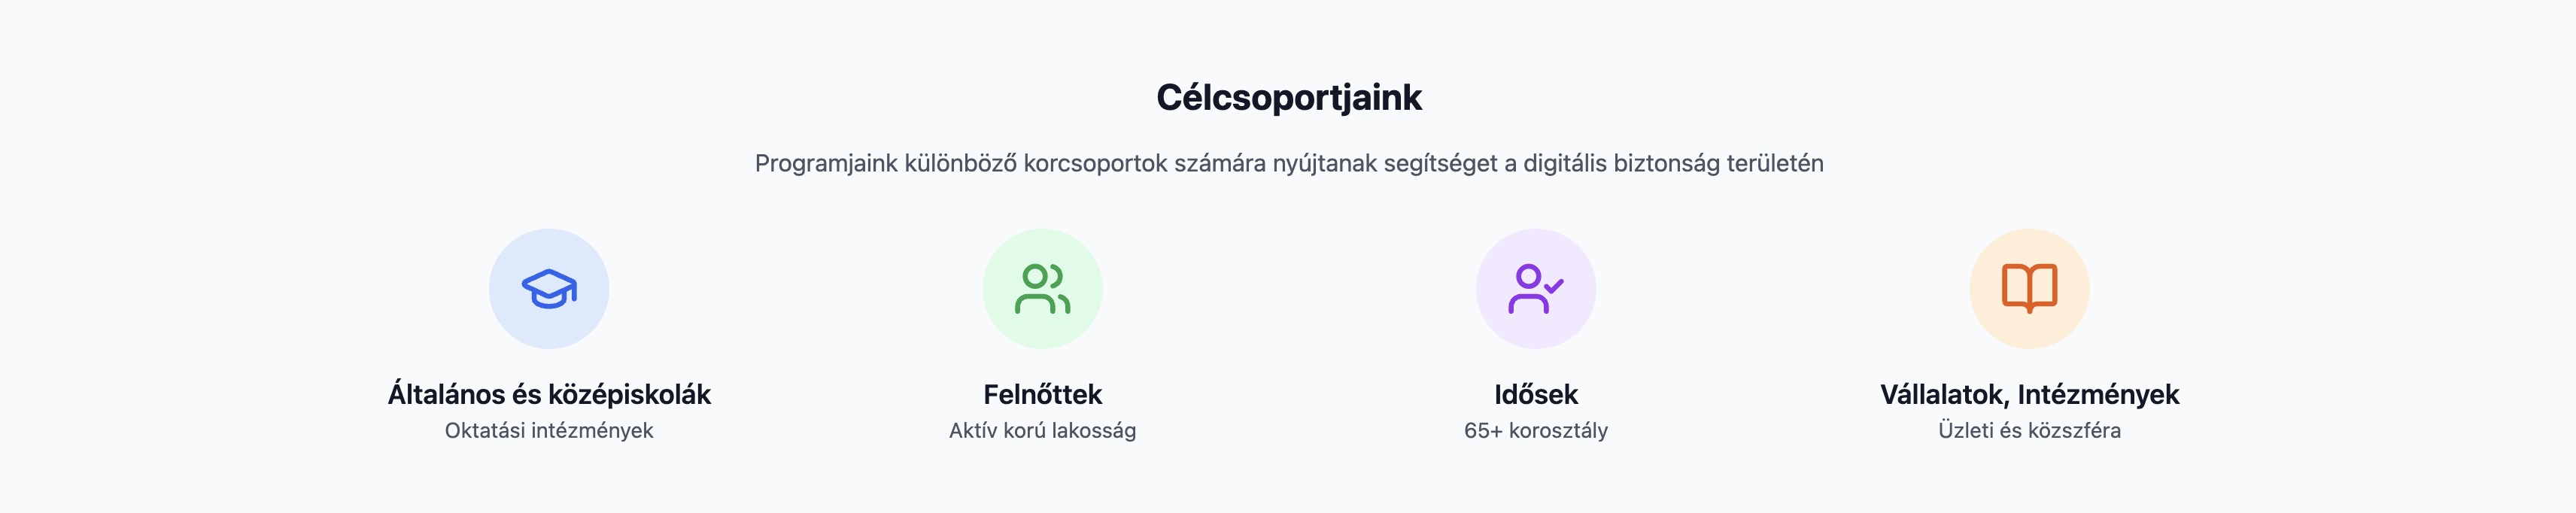 Célcsoportjaink
Programjaink különböző korcsoportok számára nyújtanak segítséget a digitális biztonság területén
Általános és középiskolák
Oktatási intézmények
Felnőttek
Aktív korú lakosság
Idősek
65+ korosztály
Vállalatok, Intézmények
Üzleti és közszféra